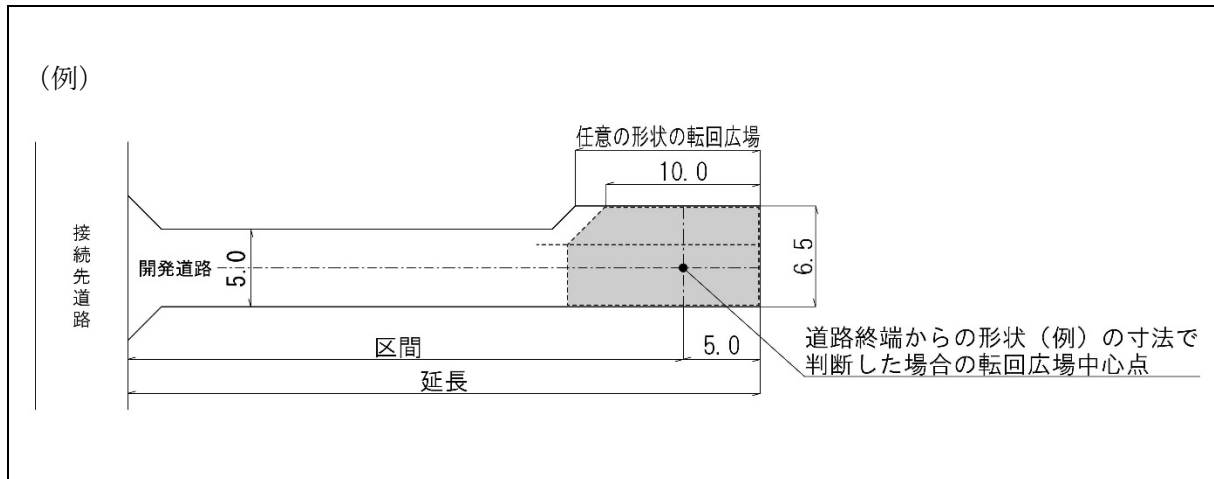 (例)
任意の形状の転回広場
10.0
接続先道路
開発道路
5.0
6.5
区間
5.0
延長
道路終端からの形状（例）の寸法で
判断した場合の転回広場中心点